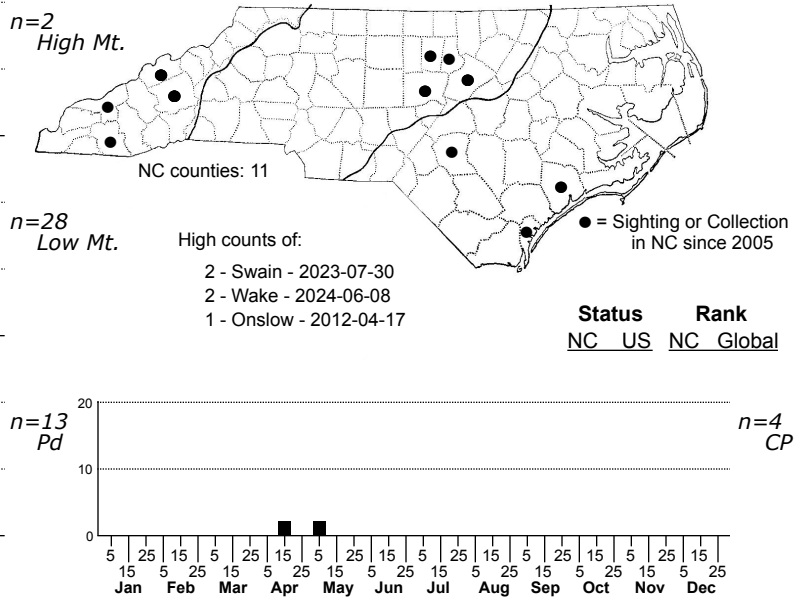 n=2
High Mt.
NC counties: 11
n=28
Low Mt.
High counts of:
2 - Swain - 2023-07-30
2 - Wake - 2024-06-08
1 - Onslow - 2012-04-17
● = Sighting or Collection
in NC since 2005
Status Rank
NC US NC Global
n=13
Pd
n=4
CP
20
10
0
5 25 15 5 25 15 5 25 15 5 25 15 5 25 15 5 25 15
15 5 25 15 5 25 15 5 25 15 5 25 15 5 25 15 5 25
Jan Feb Mar Apr May Jun Jul Aug Sep Oct Nov Dec